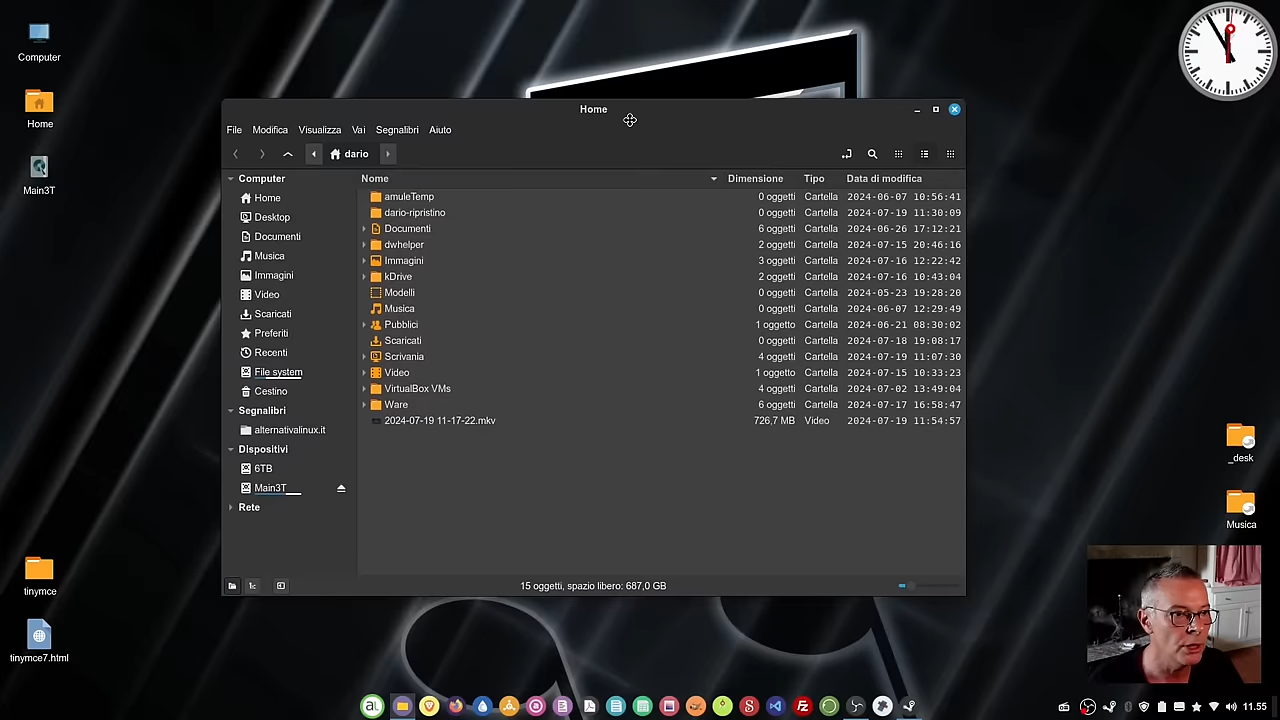 Computer
Home
Main3T
tinymce
tinymce7.html
Home
File Modifica Visualizza Vai Segnalibri Aiuto
dario
Computer
Home
Desktop
Documenti
Musica
Immagini
Video
Scaricati
Preferiti
Recenti
File system
Cestino
Segnalibri
alternativalinux.it
Dispositivi
6TB
Main3T
Rete
Nome Dimensione Tipo Data di modifica
amuleTemp 0 oggetti Cartella 2024-06-07 10:56:41
dario-ripristino 0 oggetti Cartella 2024-07-19 11:30:09
Documenti 6 oggetti Cartella 2024-06-26 17:12:21
dwhelper 2 oggetti Cartella 2024-07-15 20:46:16
Immagini 3 oggetti Cartella 2024-07-16 12:22:42
kDrive 2 oggetti Cartella 2024-07-16 10:43:04
Modelli 0 oggetti Cartella 2024-05-23 19:28:20
Musica 0 oggetti Cartella 2024-06-07 12:29:49
Pubblici 1 oggetto Cartella 2024-06-21 08:30:02
Scaricati 0 oggetti Cartella 2024-07-18 19:08:17
Scrivania 4 oggetti Cartella 2024-07-19 11:07:30
Video 1 oggetto Cartella 2024-07-15 10:33:23
VirtualBox VMs 4 oggetti Cartella 2024-07-02 13:49:04
Ware 6 oggetti Cartella 2024-07-17 16:58:47
2024-07-19 11-17-22.mkv 726,7 MB Video 2024-07-19 11:54:57
15 oggetti, spazio libero: 687,0 GB
_desk
Musica
al
11.55